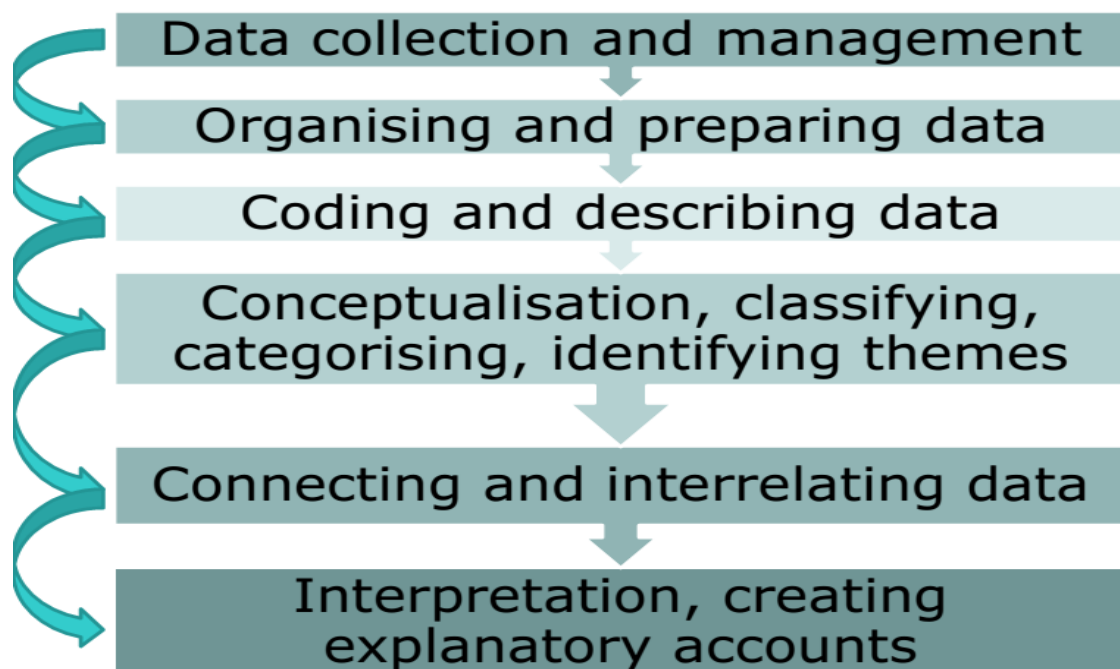 Data collection and management
Organising and preparing data
Coding and describing data
Conceptualisation, classifying,
categorising, identifying themes
Connecting and interrelating data
Interpretation, creating
explanatory accounts